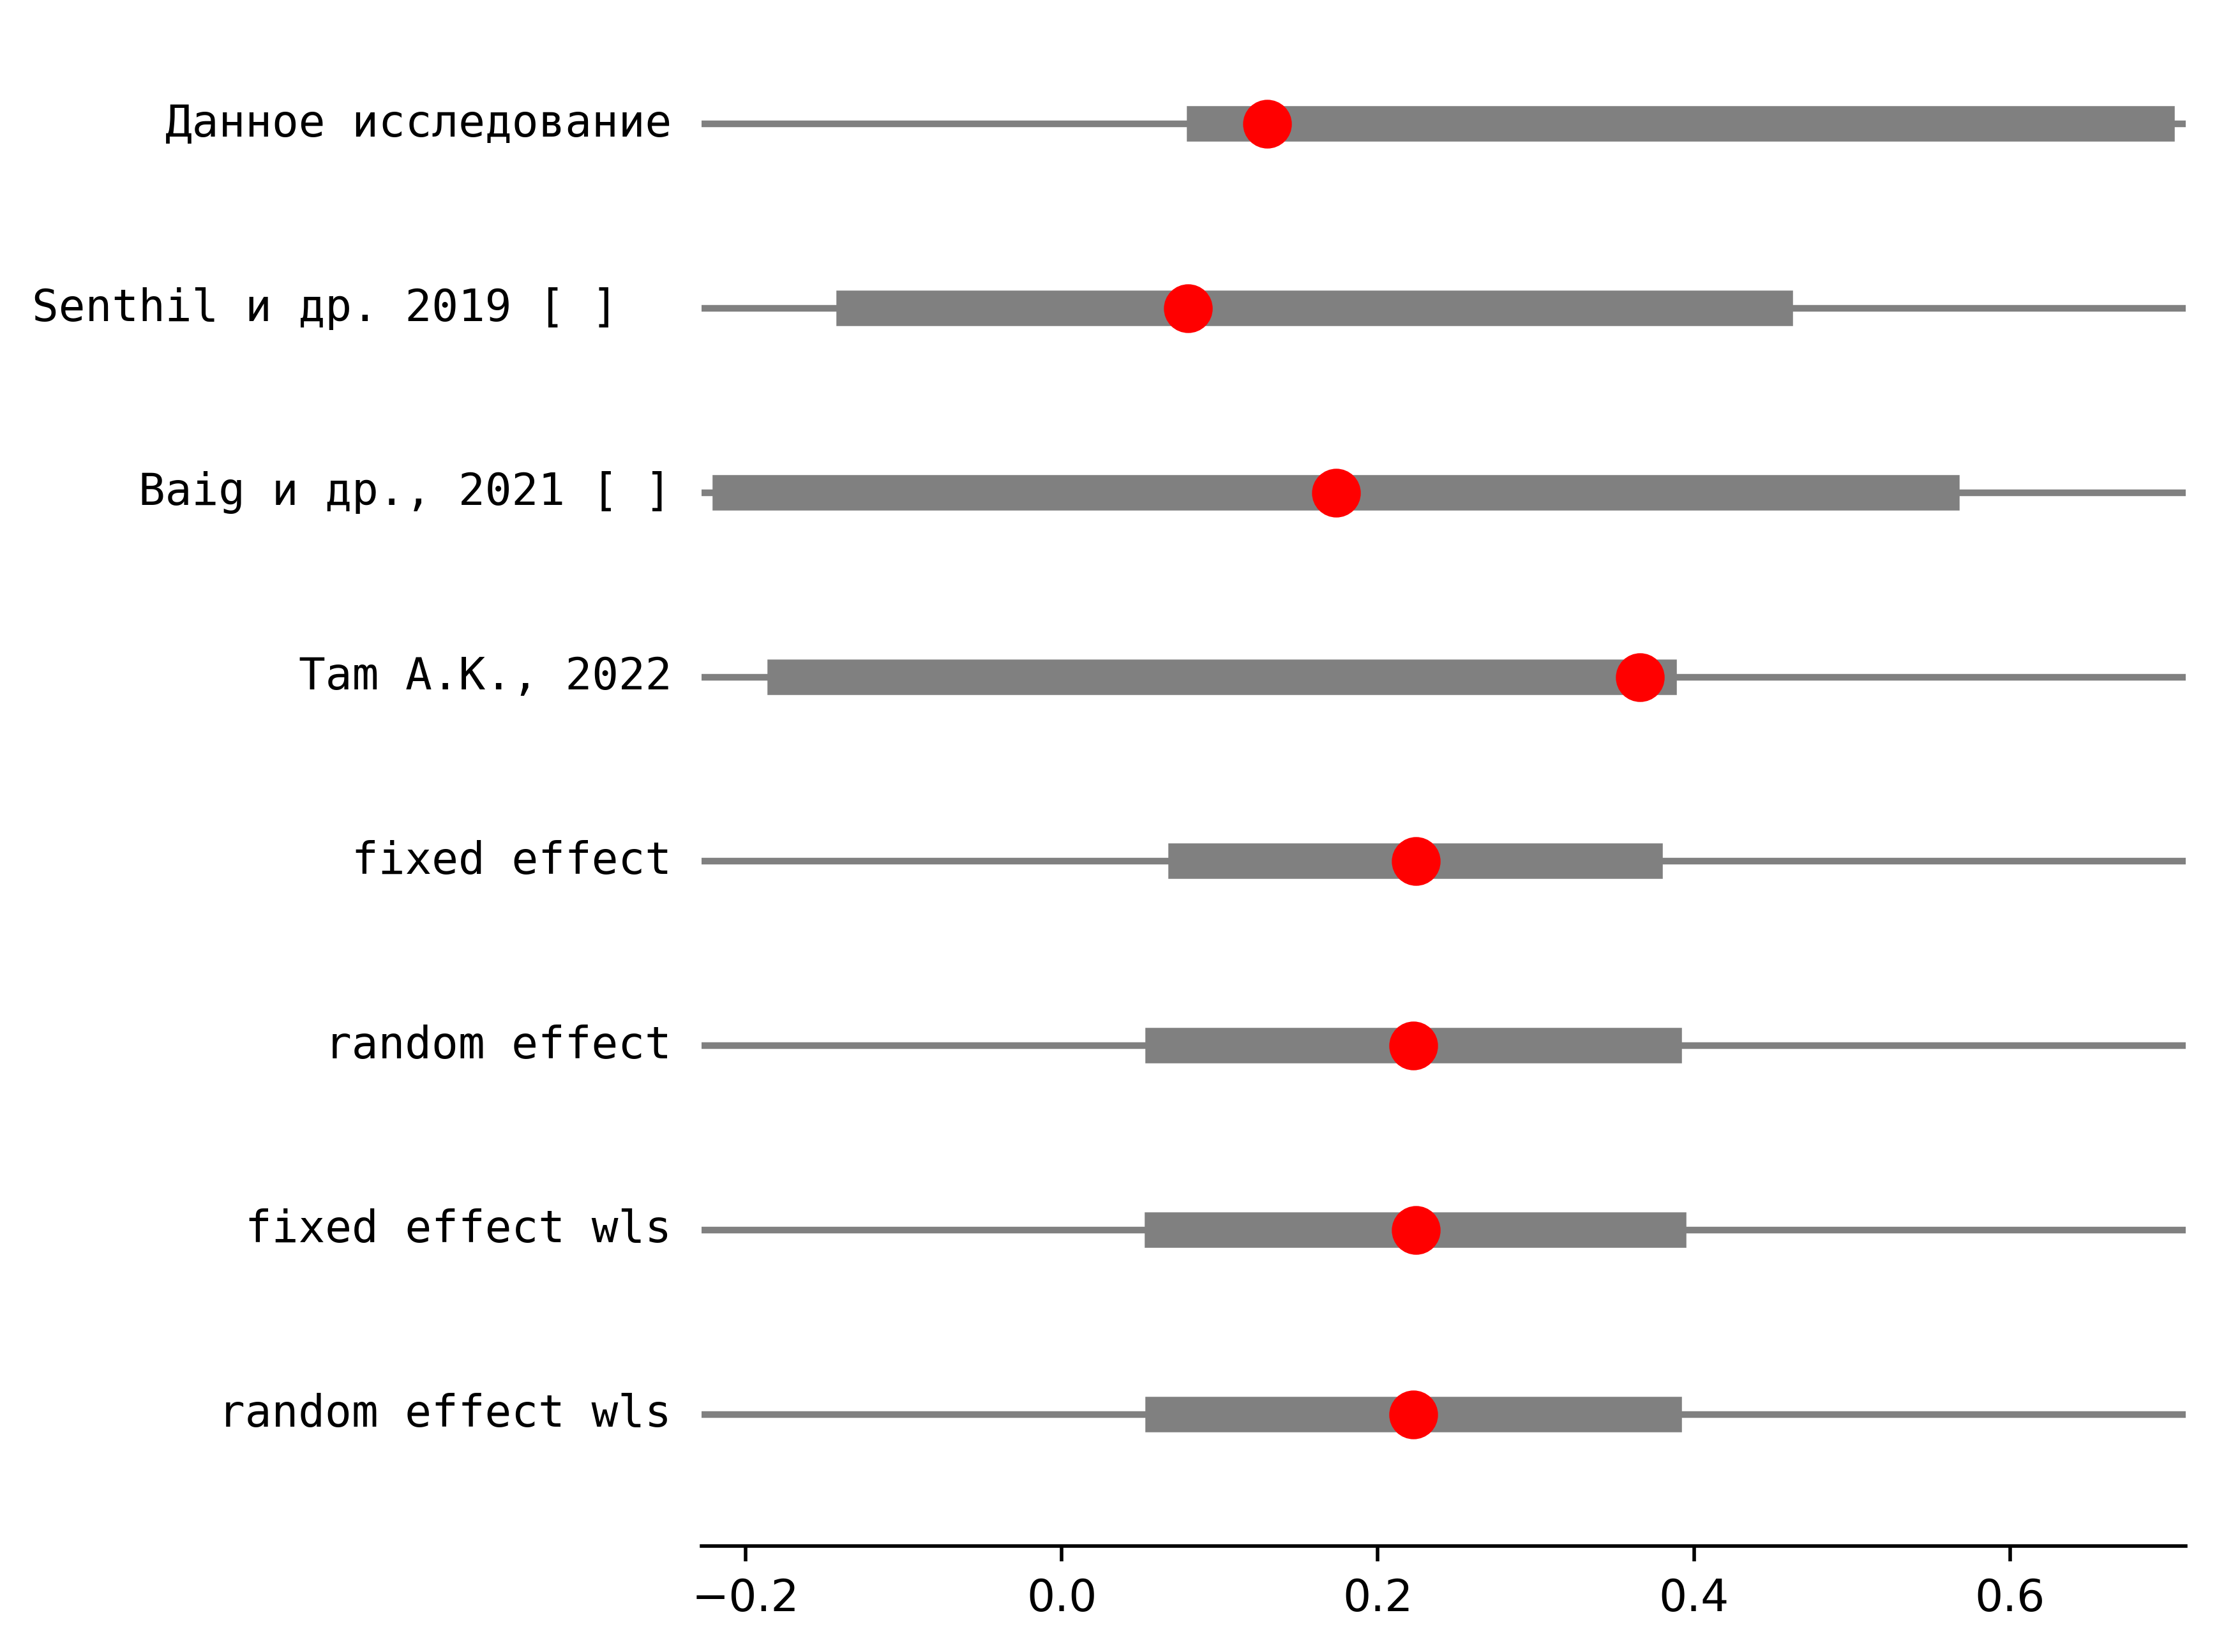 Данное исследование
Senthil и др. 2019 [ ]
Baig и др., 2021 [ ]
Tam A.K., 2022
fixed effect
random effect
fixed effect wls
random effect wls
−0.2 0.0 0.2 0.4 0.6